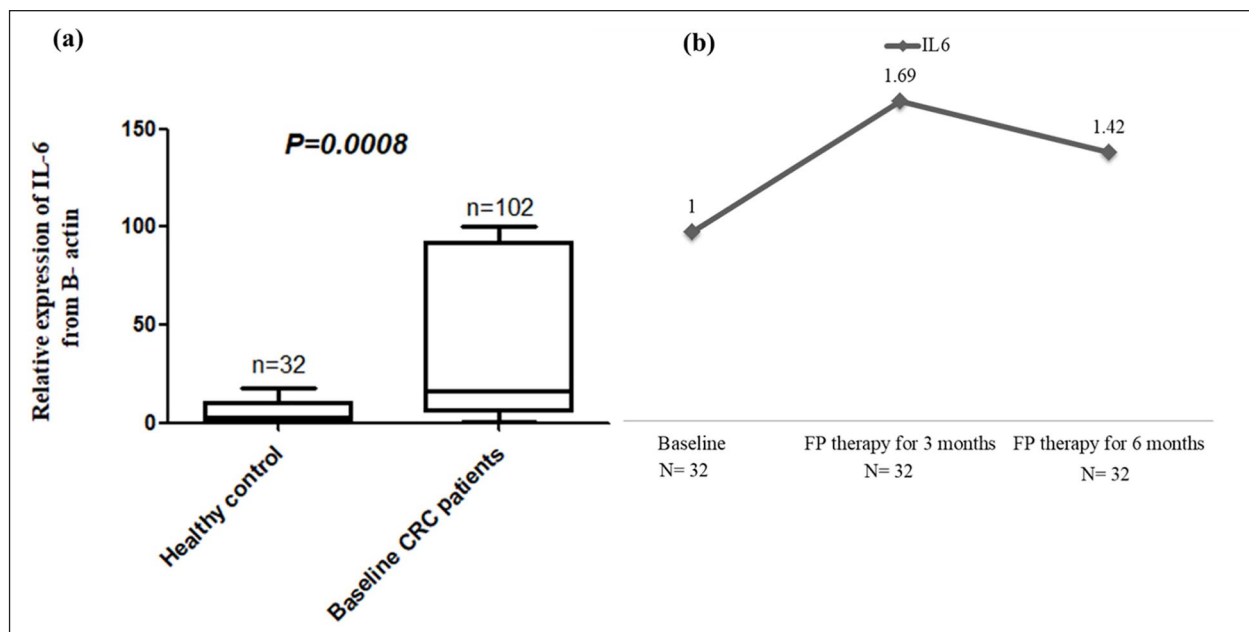 (a)
P=0.0008
Relative expression of IL-6
from B- actin
150
100
50
0
n=32
n=102
Healthy control
Baseline CRC patients
(b)
IL6
1
1.69
1.42
Baseline
N= 32
FP therapy for 3 months
N= 32
FP therapy for 6 months
N= 32